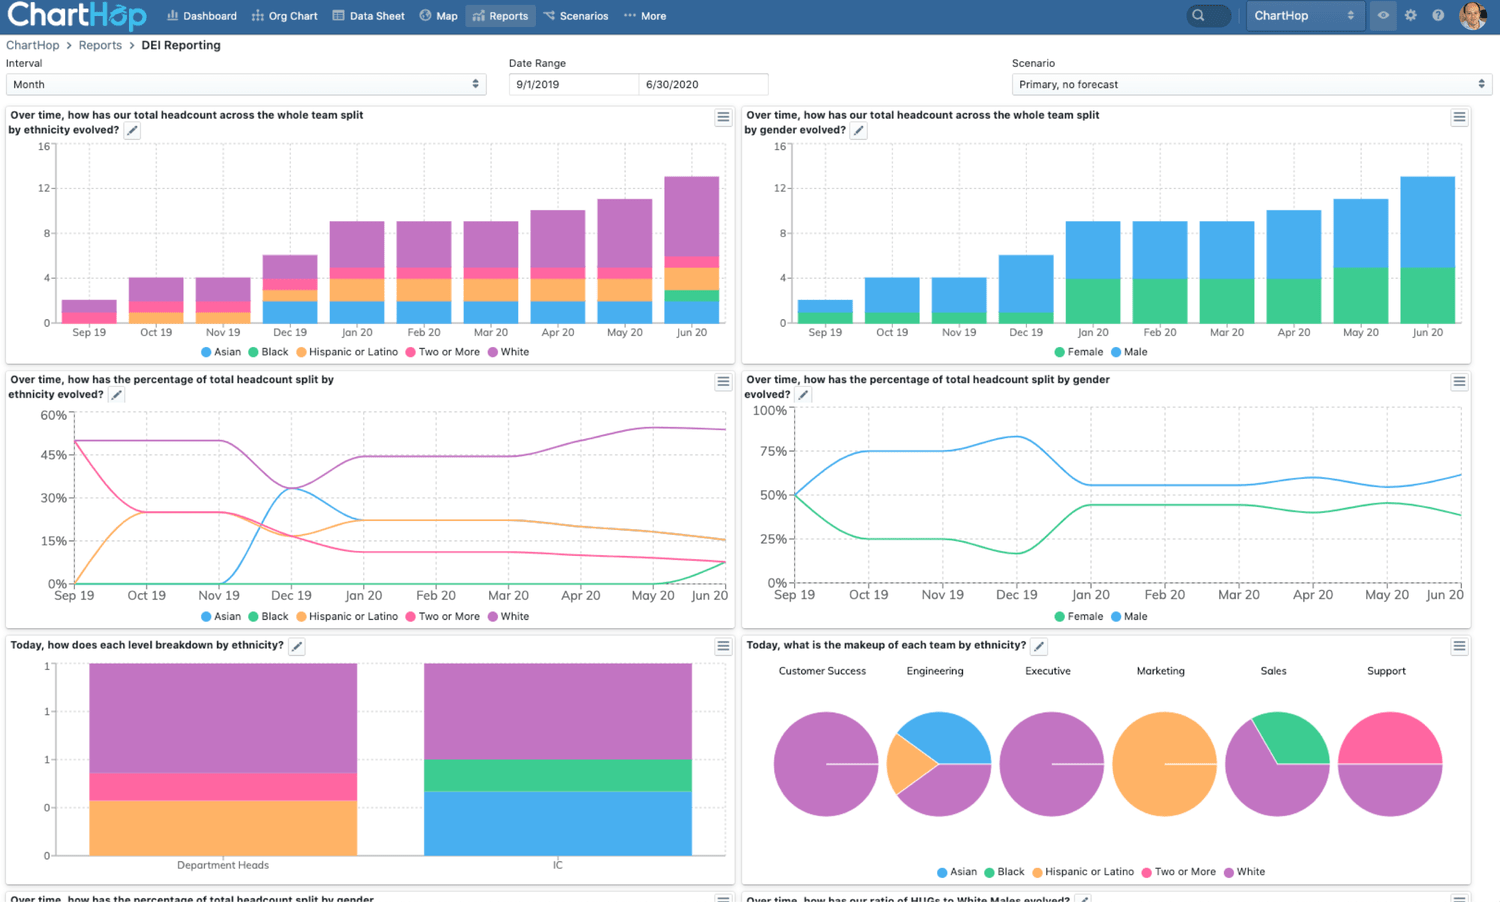 ChartHop
Dashboard
Org Chart
Data Sheet
Map
Reports
Scenarios
More
ChartHop
ChartHop > Reports > DEI Reporting
Interval
Month
Date Range
9/1/2019
6/30/2020
Scenario
Primary, no forecast
Over time, how has our total headcount across the whole team split
by ethnicity evolved?
16
12
8
4
0
Sep 19 Oct 19 Nov 19 Dec 19 Jan 20 Feb 20 Mar 20 Apr 20 May 20 Jun 20
Asian Black Hispanic or Latino Two or More White
Over time, how has our total headcount across the whole team split
by gender evolved?
16
12
8
4
0
Sep 19 Oct 19 Nov 19 Dec 19 Jan 20 Feb 20 Mar 20 Apr 20 May 20 Jun 20
Female Male
Over time, how has the percentage of total headcount split by
ethnicity evolved?
60%
45%
30%
15%
0%
Sep 19 Oct 19 Nov 19 Dec 19 Jan 20 Feb 20 Mar 20 Apr 20 May 20 Jun 20
Asian Black Hispanic or Latino Two or More White
Over time, how has the percentage of total headcount split by gender
evolved?
100%
75%
50%
25%
0%
Sep 19 Oct 19 Nov 19 Dec 19 Jan 20 Feb 20 Mar 20 Apr 20 May 20 Jun 20
Female Male
Today, how does each level breakdown by ethnicity?
1
1
1
0
0
Department Heads IC
Today, what is the makeup of each team by ethnicity?
Customer Success Engineering Executive Marketing Sales Support
Asian Black Hispanic or Latino Two or More White
Over time, how has the percentage of total headcount split by gender
Over time, how has our ratio of HUGs to White Males evolved?